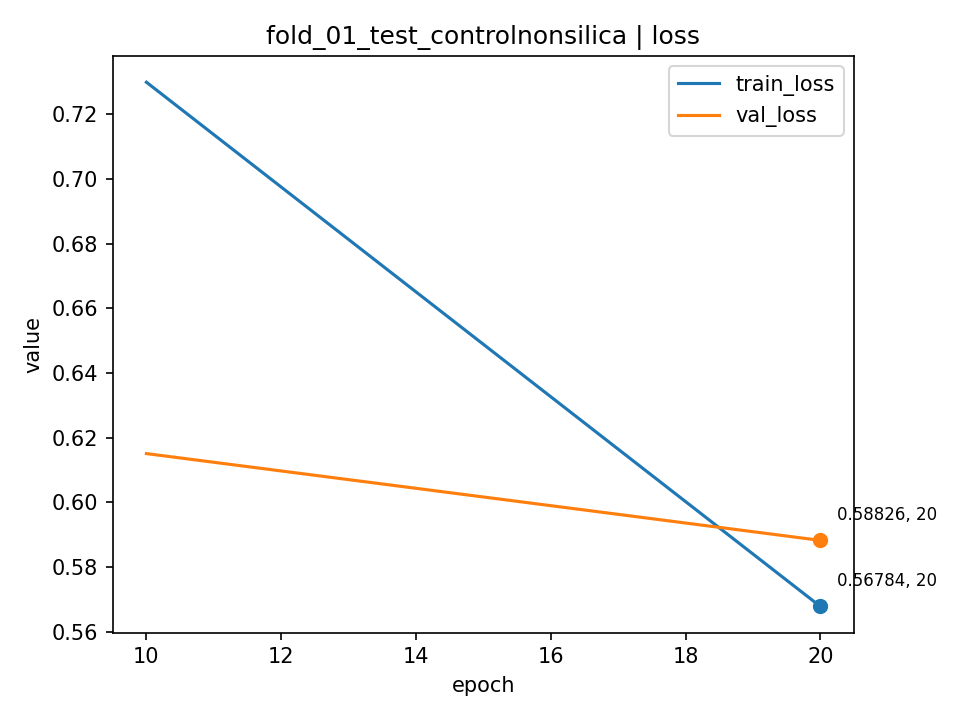 fold_01_test_controlnonsilica | loss
train_loss
val_loss
value
0.72
0.70
0.68
0.66
0.64
0.62
0.60
0.58
0.56
0.58826, 20
0.56784, 20
10 12 14 16 18 20
epoch